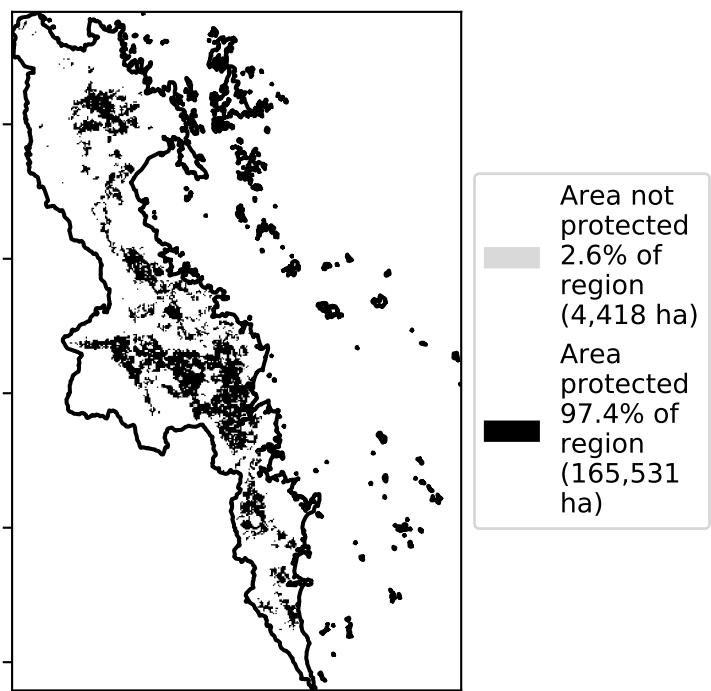 Area not
protected
2.6% of
region
(4,418 ha)
Area
protected
97.4% of
region
(165,531
ha)